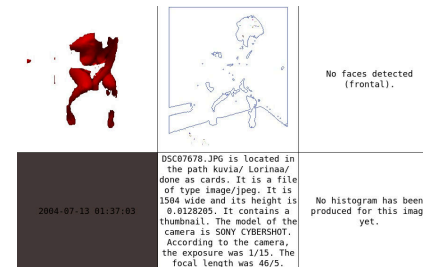 No faces detected
(frontal).
2004-07-13 01:37:03
DSC07678.JPG is located in
the path kuvia/ Lorinaa/
done as cards. It is a file
of type image/jpeg. It is
1504 wide and its height is
0.0128205. It contains a
thumbnail. The model of the
camera is SONY CYBERSHOT.
According to the camera,
the exposure was 1/15. The
focal length was 46/5.
No histogram has been
produced for this imag
yet.